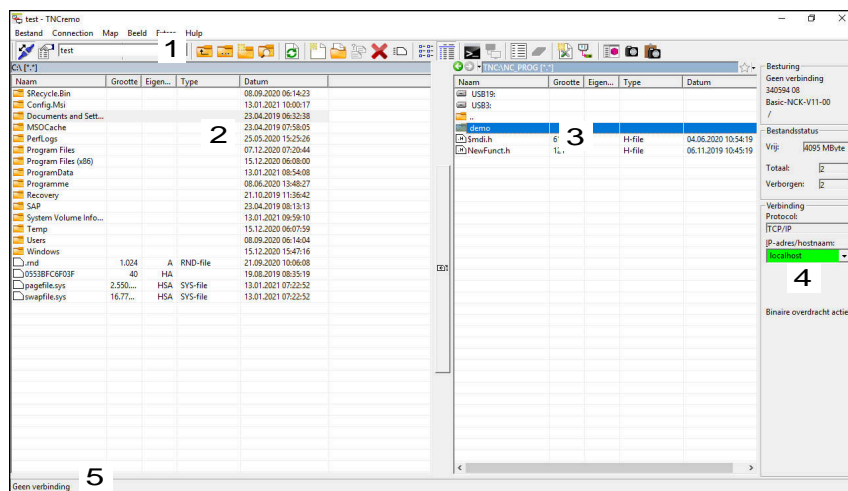 test - TNCremo
Bestand Connection Map Beeld Hulp
1
test
C:\ [*.*]
Naam Grootte Eigen... Type Datum
$Recycle.Bin 08.09.2020 06:14:23
Config.Msi 13.01.2021 10:00:17
Documents and Sett... 23.04.2019 06:32:38
MSOCache 23.04.2019 07:58:05
PerfLogs 25.05.2020 15:25:26
Program Files 07.12.2020 07:20:44
Program Files (x86) 15.12.2020 06:08:00
ProgramData 13.01.2021 08:54:08
Programme 08.06.2020 13:48:27
Recovery 21.10.2019 11:36:42
SAP 23.04.2019 08:13:13
System Volume Info... 13.01.2021 09:59:10
Temp 15.12.2020 06:07:59
Users 08.09.2020 06:14:04
Windows 15.12.2020 15:47:16
.rnd 1.024 A RND-file 21.09.2020 10:06:08
0553BFC6F03F 40 HA 19.08.2019 08:35:19
pagefile.sys 2.550.... HSA SYS-file 13.01.2021 07:22:52
swapfile.sys 16.77... HSA SYS-file 13.01.2021 07:22:52
2
TNC:\NC_PROG [*.*]
Naam Grootte Eigen... Type Datum
USB19:
USB3:
..
demo
$mdi.h H-file 04.06.2020 10:54:19
NewFunct.h H-file 06.11.2019 10:45:19
3
Besturing
Geen verbinding
340594 08
Basic-NCK-V11-00
/
Bestandsstatus
Vrij: 4095 MByte
Totaal: 2
Verborgen: 2
Verbinding
Protocol:
TCP/IP
IP-adres/hostnaam:
localhost
4
Binaire overdracht actie
Geen verbinding
5